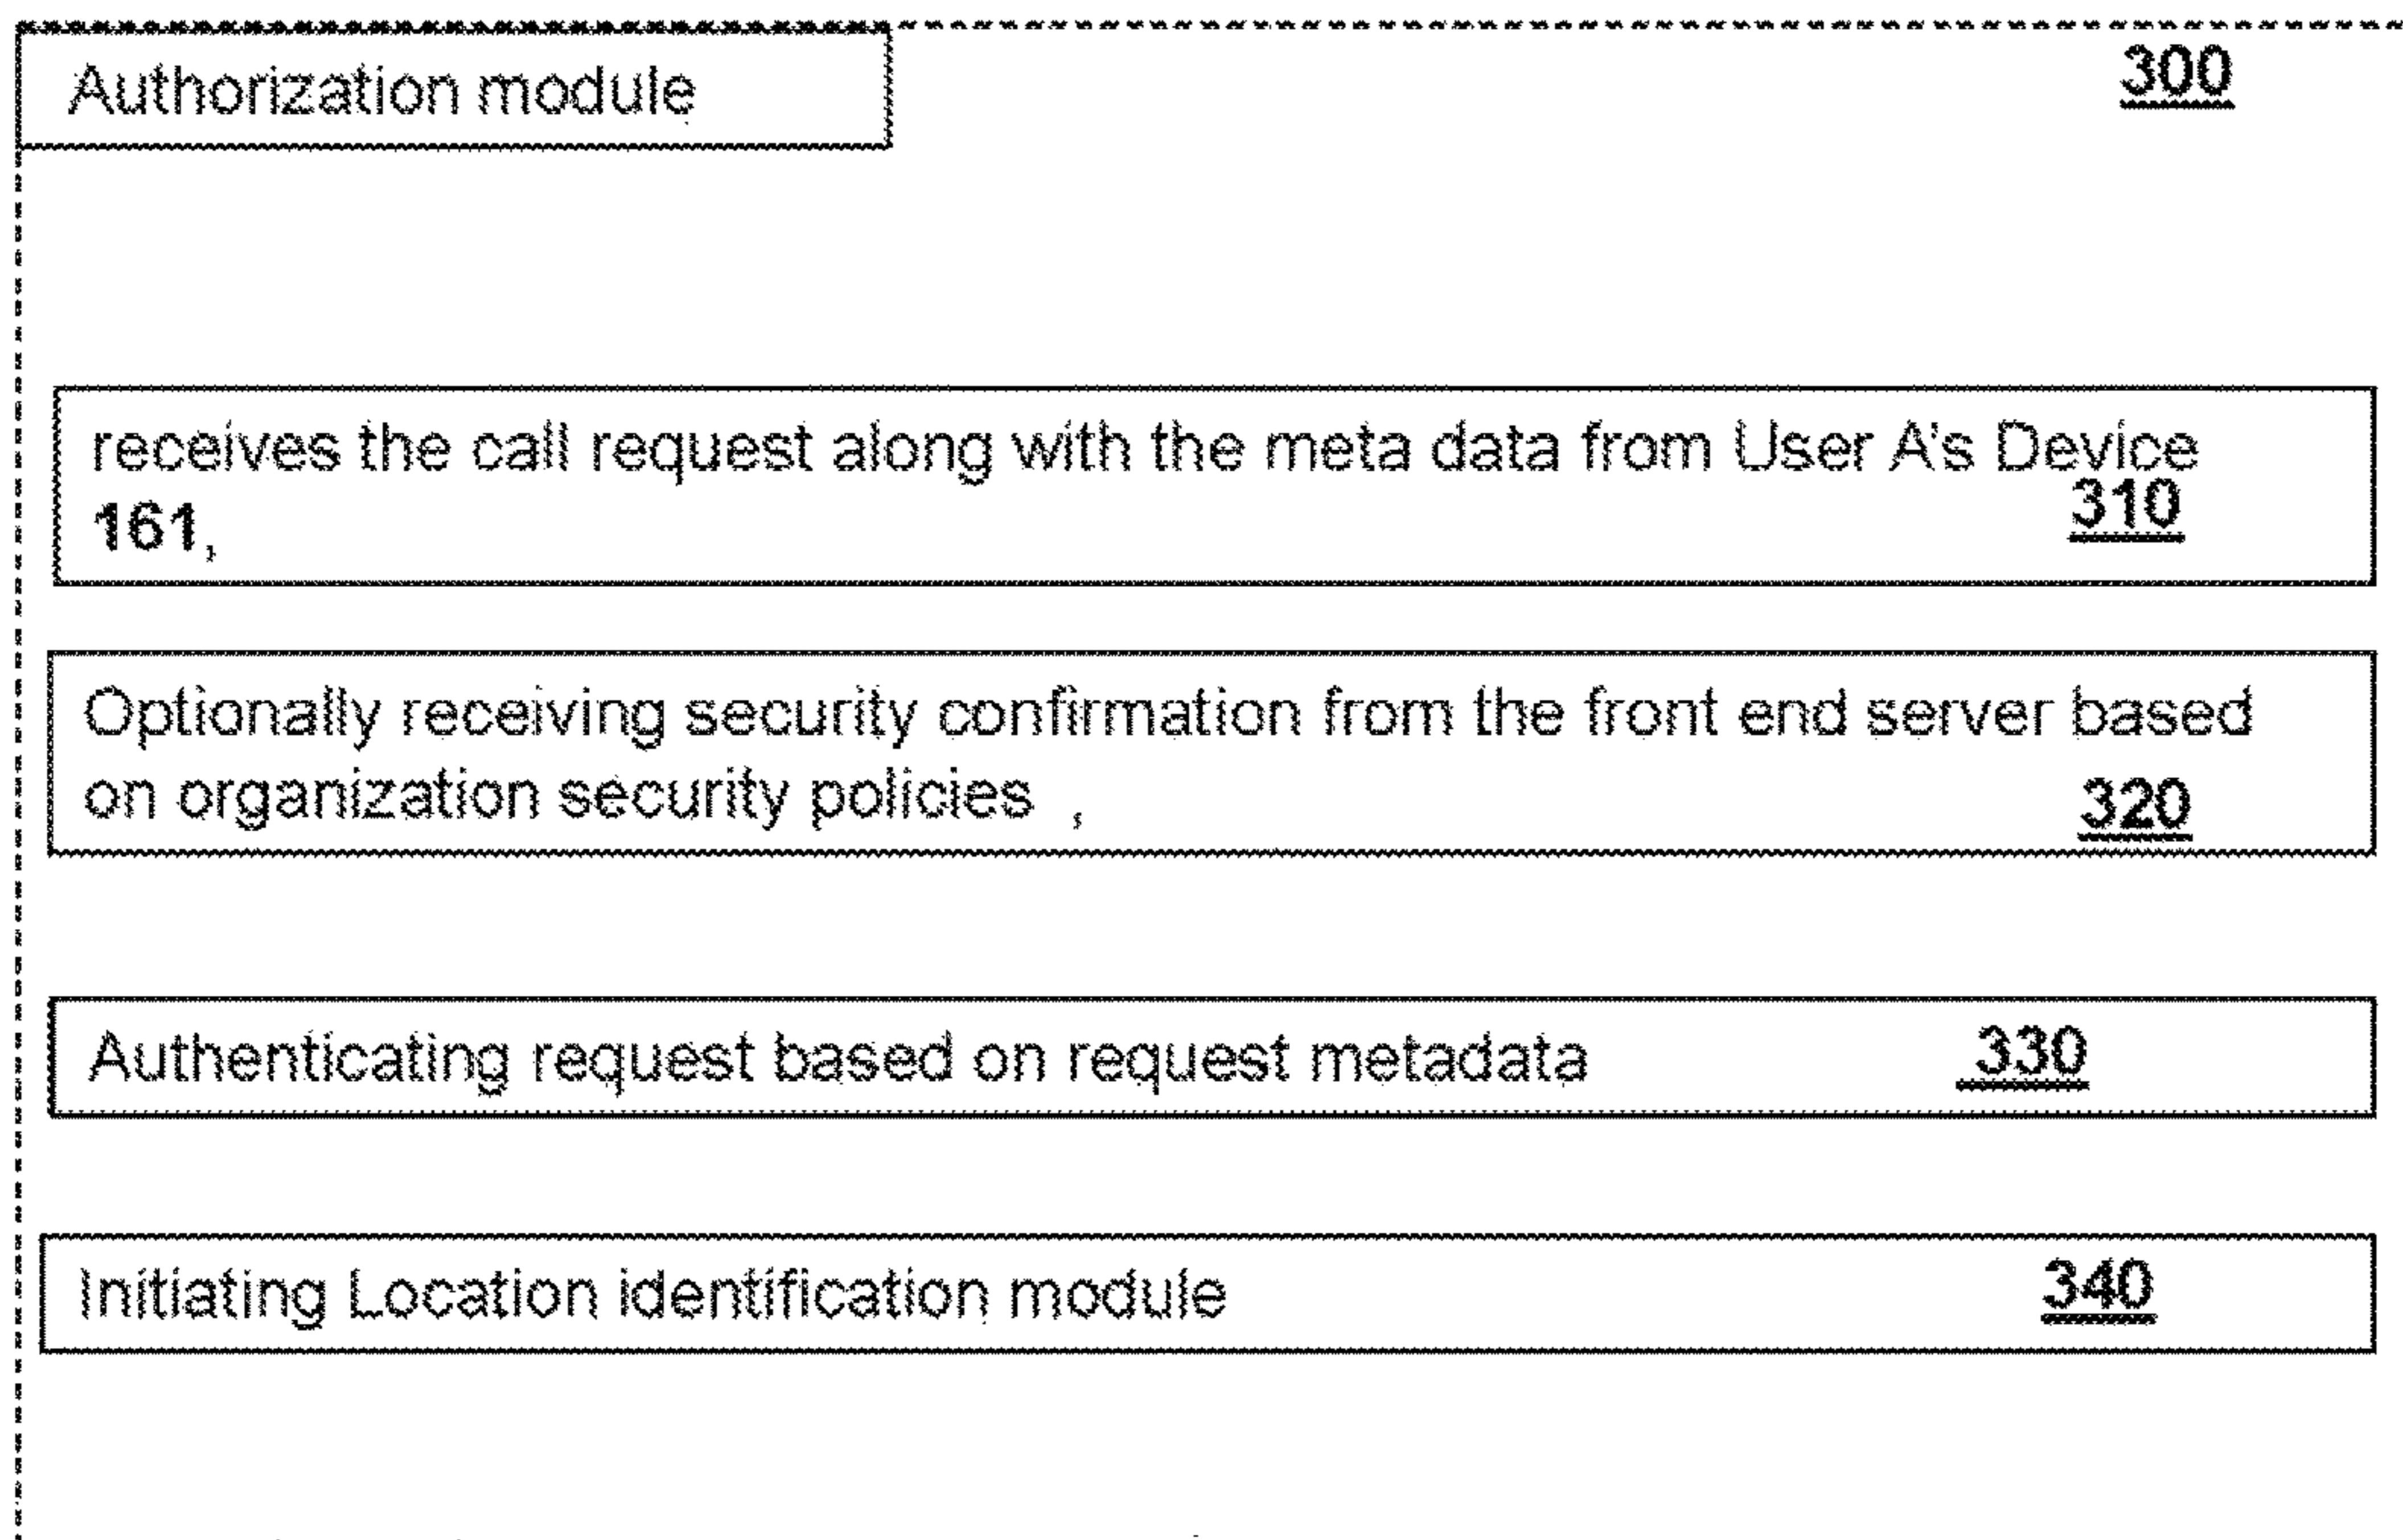 Authorization module 300
receives the call request along with the meta data from User A's Device
161, 310
Optionally receiving security confirmation from the front end server based
on organization security policies , 320
Authenticating request based on request metadata 330
Initiating Location identification module 340